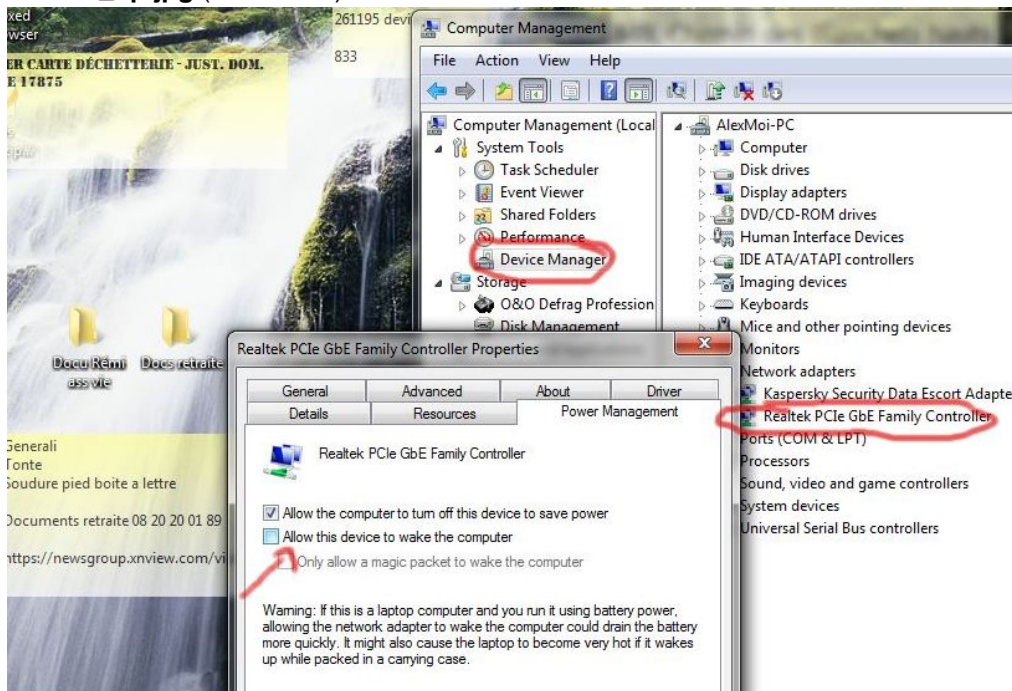 xed
wser
ER CARTE DÉCHETTERIE - JUST. DOM.
E 17875
261195 devi
833
Generali
Tonte
Soudure pied boite a lettre
Documents retraite 08 20 20 01 89
https://newsgroup.xnview.com/vi
Docu Rémi
ass vie
Docs retraite
Computer Management
File Action View Help
Computer Management (Local
System Tools
Task Scheduler
Event Viewer
Shared Folders
Performance
Device Manager
Storage
O&O Defrag Profession
Disk Management
AlexMoi-PC
Computer
Disk drives
Display adapters
DVD/CD-ROM drives
Human Interface Devices
IDE ATA/ATAPI controllers
Imaging devices
Keyboards
Mice and other pointing devices
Monitors
Network adapters
Kaspersky Security Data Escort Adapte
Realtek PCIe GbE Family Controller
Ports (COM & LPT)
Processors
Sound, video and game controllers
System devices
Universal Serial Bus controllers
Realtek PCIe GbE Family Controller Properties
General Advanced About Driver
Details Resources Power Management
Realtek PCIe GbE Family Controller
Allow the computer to turn off this device to save power
Allow this device to wake the computer
Only allow a magic packet to wake the computer
Warning: If this is a laptop computer and you run it using battery power,
allowing the network adapter to wake the computer could drain the battery
more quickly. It might also cause the laptop to become very hot if it wakes
up while packed in a carrying case.